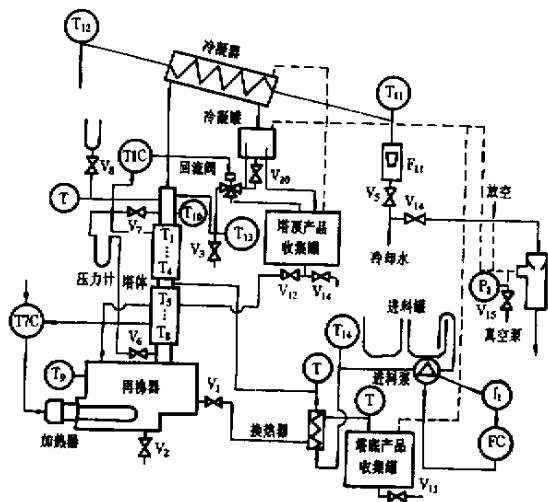 T₁₂
冷凝器
T₁₁
冷凝罐
T1C
回流阀
V₈
V₂₀
F₁₁
V₅
V₁₄
放空
T
V₇
T₁₀
T₁
⋮
T₄
V₃
T₁₃
塔顶产品
收集罐
冷却水
压力计
塔体
V₁₂
V₁₄
P₂
V₁₅
真空泵
T7C
T₅
⋮
T₈
V₆
进料罐
T₁₄
T₉
再沸器
V₁
T
进料泵
T
加热器
V₂
换热器
塔底产品
收集罐
FC
V₁₁